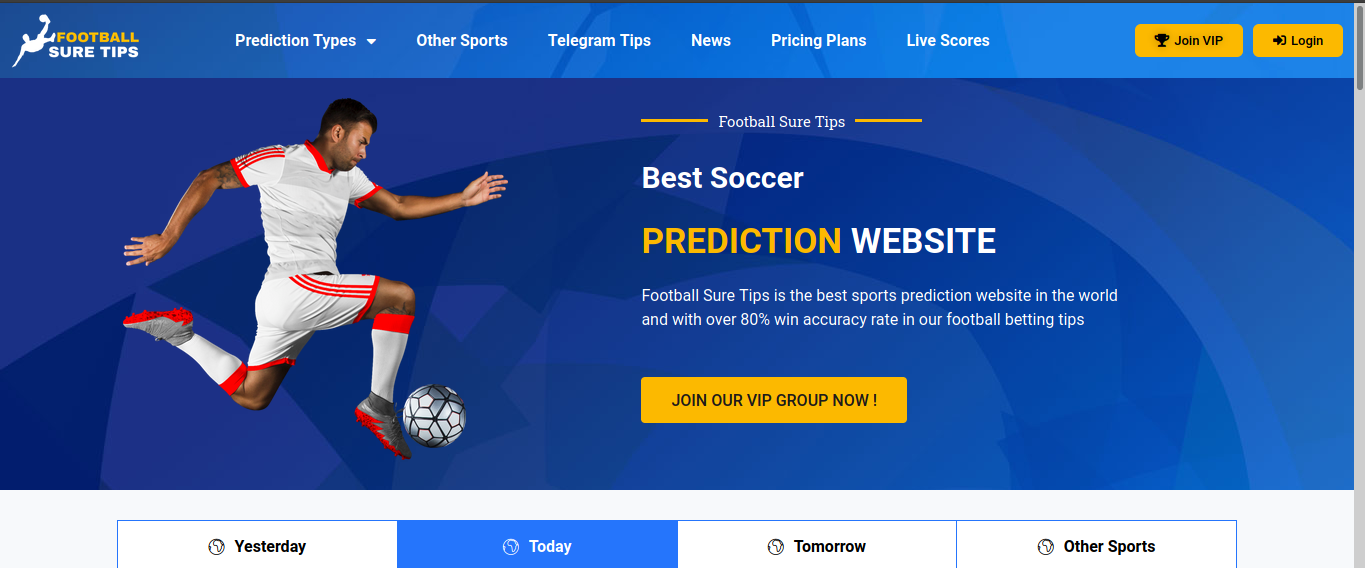 FOOTBALL
SURE TIPS
Prediction Types
Other Sports
Telegram Tips
News
Pricing Plans
Live Scores
Join VIP
Login
Football Sure Tips
Best Soccer
PREDICTION WEBSITE
Football Sure Tips is the best sports prediction website in the world
and with over 80% win accuracy rate in our football betting tips
JOIN OUR VIP GROUP NOW !
Yesterday
Today
Tomorrow
Other Sports